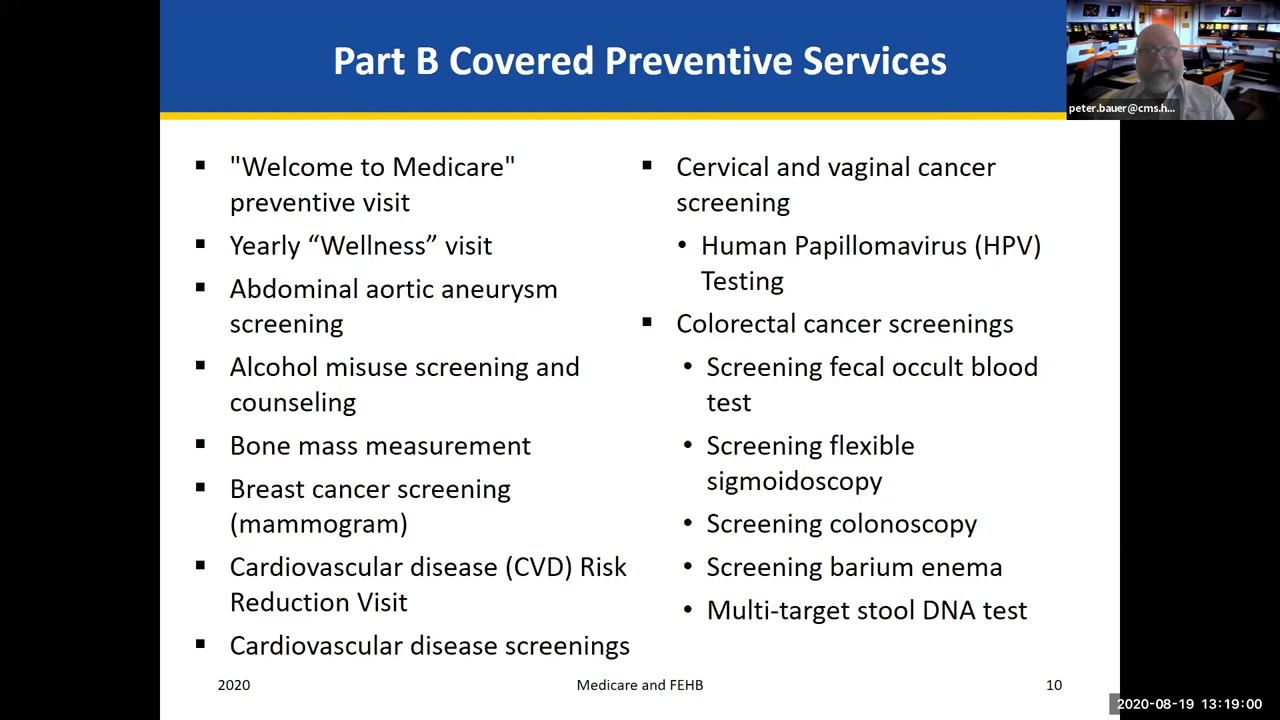 Part B Covered Preventive Services
peter.bauer@cms.h...
▪ "Welcome to Medicare"
preventive visit
▪ Yearly “Wellness” visit
▪ Abdominal aortic aneurysm
screening
▪ Alcohol misuse screening and
counseling
▪ Bone mass measurement
▪ Breast cancer screening
(mammogram)
▪ Cardiovascular disease (CVD) Risk
Reduction Visit
▪ Cardiovascular disease screenings
▪ Cervical and vaginal cancer
screening
• Human Papillomavirus (HPV)
Testing
▪ Colorectal cancer screenings
• Screening fecal occult blood
test
• Screening flexible
sigmoidoscopy
• Screening colonoscopy
• Screening barium enema
• Multi-target stool DNA test
2020
Medicare and FEHB
10
2020-08-19 13:19:00